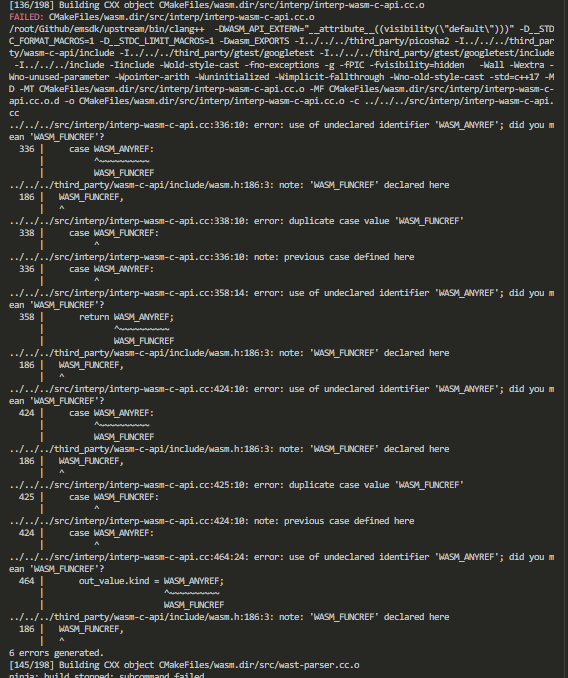 [136/198] Building CXX object CMakeFiles/wasm.dir/src/interp/interp-wasm-c-api.cc.o
FAILED: CMakeFiles/wasm.dir/src/interp/interp-wasm-c-api.cc.o
/root/Github/emsdk/upstream/bin/clang++  -DWASM_API_EXTERN="__attribute__((visibility(\"default\")))" -D__STD
C_FORMAT_MACROS=1 -D__STDC_LIMIT_MACROS=1 -Dwasm_EXPORTS -I../../../third_party/picosha2 -I../../../third_par
ty/wasm-c-api/include -I../../../third_party/gtest/googletest -I../../../third_party/gtest/googletest/include
 -I../../../include -Iinclude -Wold-style-cast -fno-exceptions -g -fPIC -fvisibility=hidden   -Wall -Wextra -
Wno-unused-parameter -Wpointer-arith -Wuninitialized -Wimplicit-fallthrough -Wno-old-style-cast -std=c++17 -M
D -MT CMakeFiles/wasm.dir/src/interp/interp-wasm-c-api.cc.o -MF CMakeFiles/wasm.dir/src/interp/interp-wasm-c-
api.cc.o.d -o CMakeFiles/wasm.dir/src/interp/interp-wasm-c-api.cc.o -c ../../../src/interp/interp-wasm-c-api.
cc
../../../src/interp/interp-wasm-c-api.cc:336:10: error: use of undeclared identifier 'WASM_ANYREF'; did you m
ean 'WASM_FUNCREF'?
  336 |     case WASM_ANYREF:
      |          ^~~~~~~~~~~
      |          WASM_FUNCREF
../../../third_party/wasm-c-api/include/wasm.h:186:3: note: 'WASM_FUNCREF' declared here
  186 |   WASM_FUNCREF,
      |   ^
../../../src/interp/interp-wasm-c-api.cc:338:10: error: duplicate case value 'WASM_FUNCREF'
  338 |     case WASM_FUNCREF:
      |          ^
../../../src/interp/interp-wasm-c-api.cc:336:10: note: previous case defined here
  336 |     case WASM_ANYREF:
      |          ^
../../../src/interp/interp-wasm-c-api.cc:358:14: error: use of undeclared identifier 'WASM_ANYREF'; did you m
ean 'WASM_FUNCREF'?
  358 |       return WASM_ANYREF;
      |              ^~~~~~~~~~~
      |              WASM_FUNCREF
../../../third_party/wasm-c-api/include/wasm.h:186:3: note: 'WASM_FUNCREF' declared here
  186 |   WASM_FUNCREF,
      |   ^
../../../src/interp/interp-wasm-c-api.cc:424:10: error: use of undeclared identifier 'WASM_ANYREF'; did you m
ean 'WASM_FUNCREF'?
  424 |     case WASM_ANYREF:
      |          ^~~~~~~~~~~
      |          WASM_FUNCREF
../../../third_party/wasm-c-api/include/wasm.h:186:3: note: 'WASM_FUNCREF' declared here
  186 |   WASM_FUNCREF,
      |   ^
../../../src/interp/interp-wasm-c-api.cc:425:10: error: duplicate case value 'WASM_FUNCREF'
  425 |     case WASM_FUNCREF:
      |          ^
../../../src/interp/interp-wasm-c-api.cc:424:10: note: previous case defined here
  424 |     case WASM_ANYREF:
      |          ^
../../../src/interp/interp-wasm-c-api.cc:464:24: error: use of undeclared identifier 'WASM_ANYREF'; did you m
ean 'WASM_FUNCREF'?
  464 |       out_value.kind = WASM_ANYREF;
      |                        ^~~~~~~~~~~
      |                        WASM_FUNCREF
../../../third_party/wasm-c-api/include/wasm.h:186:3: note: 'WASM_FUNCREF' declared here
  186 |   WASM_FUNCREF,
      |   ^
6 errors generated.
[145/198] Building CXX object CMakeFiles/wasm.dir/src/wast-parser.cc.o
ninja: build stopped: subcommand failed